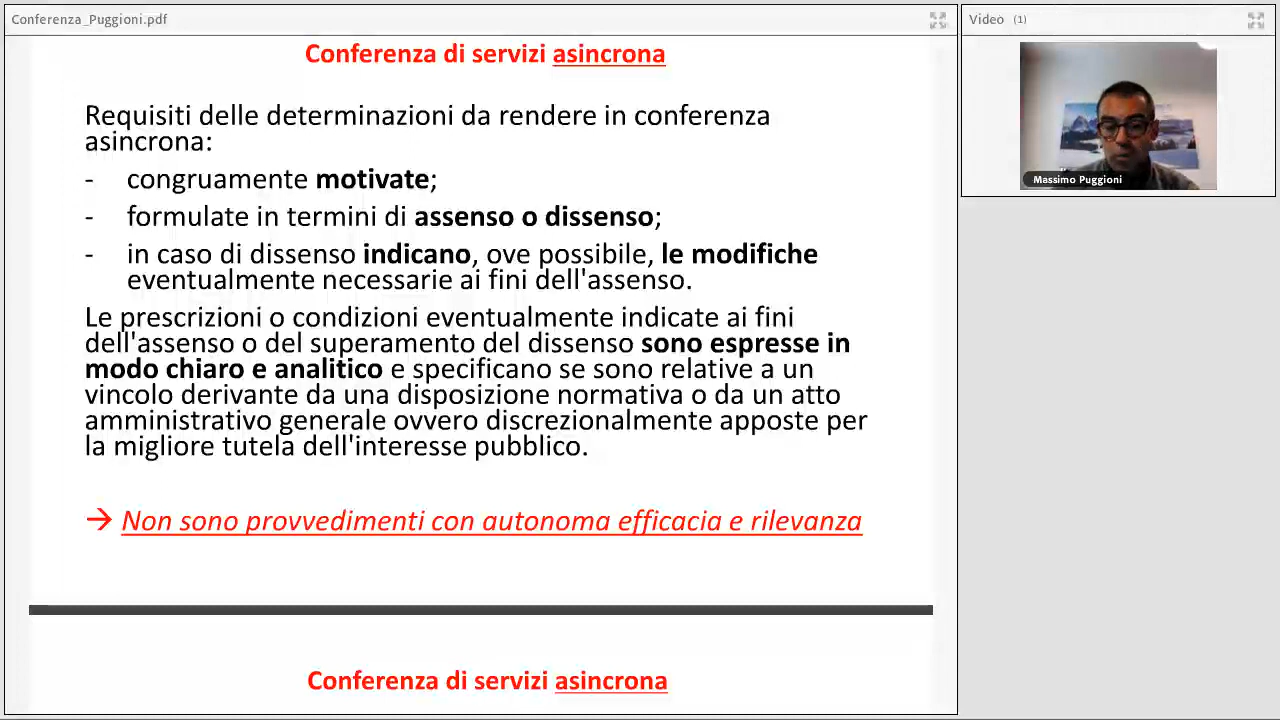 Conferenza_Puggioni.pdf
Video (1)
Conferenza di servizi asincrona
Requisiti delle determinazioni da rendere in conferenza
asincrona:
- congruamente motivate;
- formulate in termini di assenso o dissenso;
- in caso di dissenso indicano, ove possibile, le modifiche
eventualmente necessarie ai fini dell'assenso.
Le prescrizioni o condizioni eventualmente indicate ai fini
dell'assenso o del superamento del dissenso sono espresse in
modo chiaro e analitico e specificano se sono relative a un
vincolo derivante da una disposizione normativa o da un atto
amministrativo generale ovvero discrezionalmente apposte per
la migliore tutela dell'interesse pubblico.
→ Non sono provvedimenti con autonoma efficacia e rilevanza
Conferenza di servizi asincrona
Massimo Puggioni